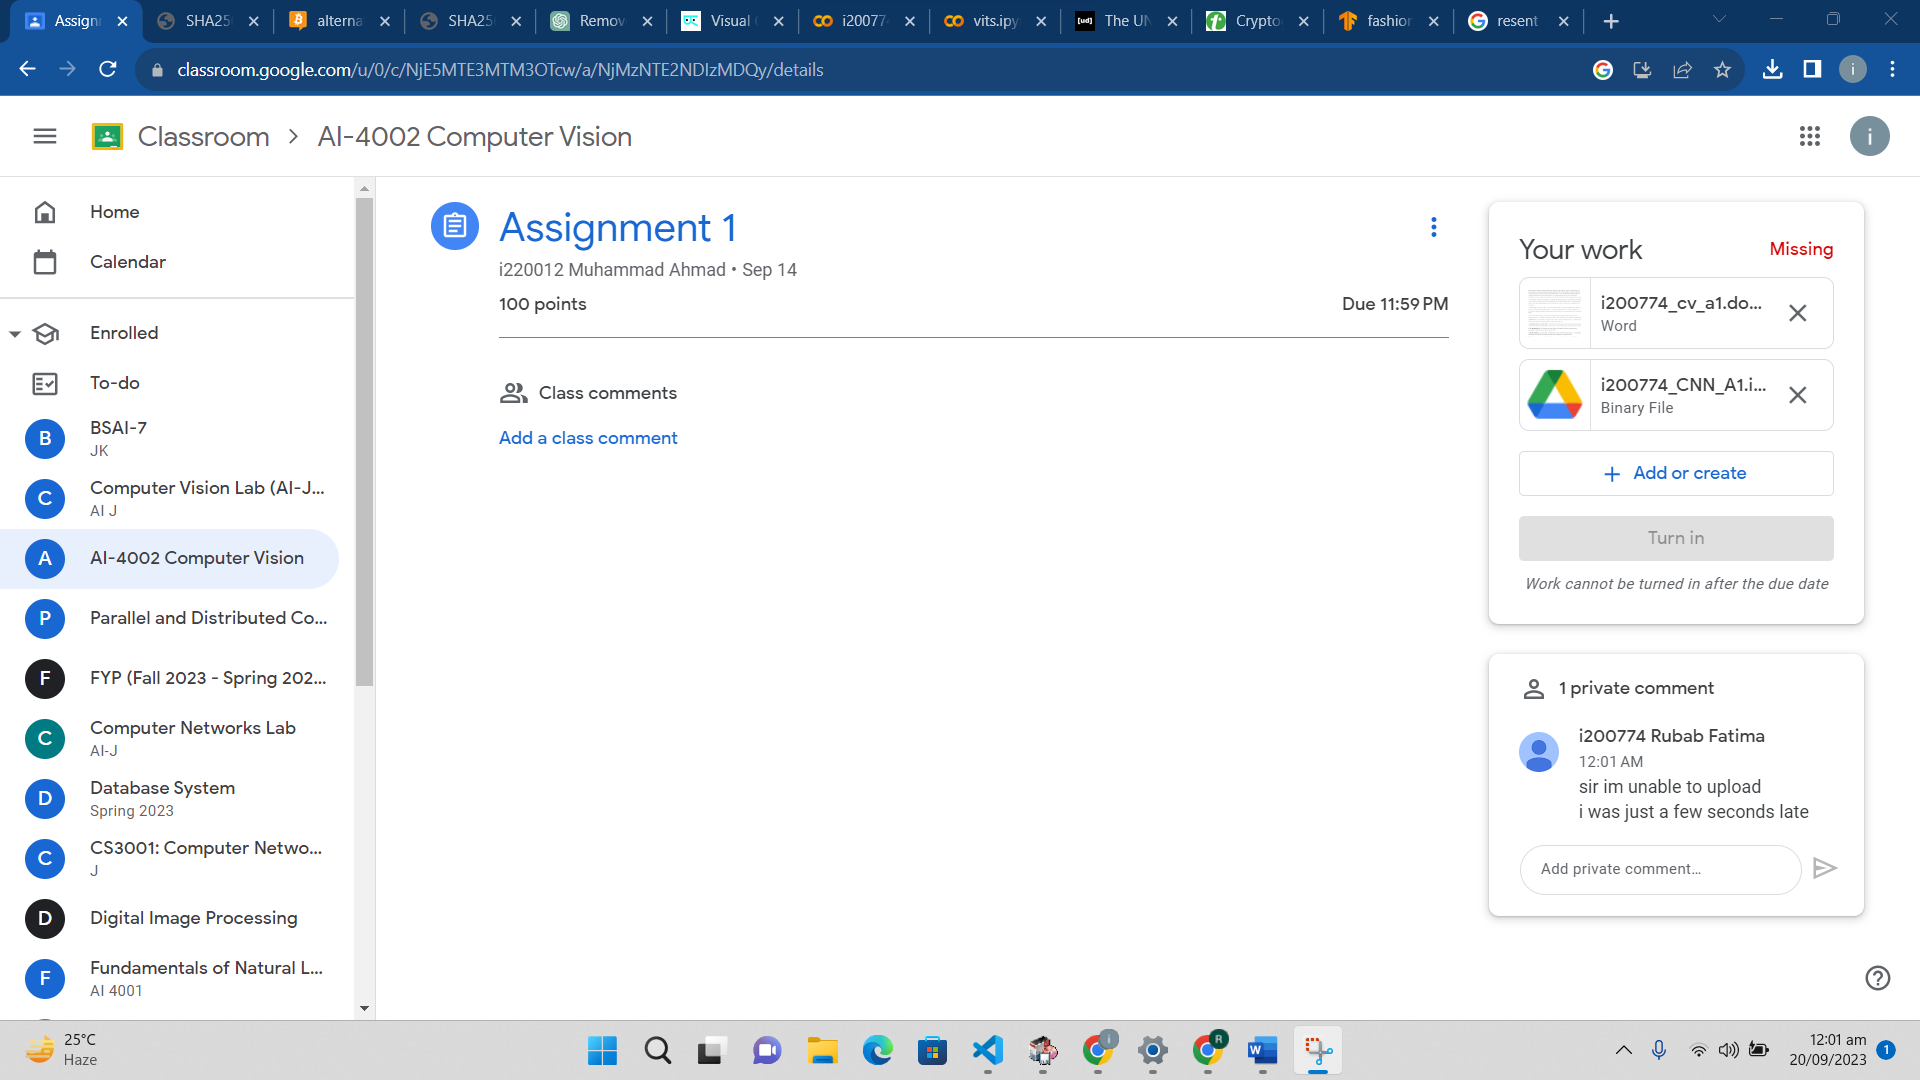 Assignr
SHA25
alterna
SHA25
Remov
Visual
i20077
vits.ipy
The UN
Crypto
fashion
resent
classroom.google.com/u/0/c/NjE5MTE3MTM3OTcw/a/NjMzNTE2NDIzMDQy/details
i
Classroom
AI-4002 Computer Vision
i
Home
Calendar
Enrolled
To-do
B
BSAI-7
JK
C
Computer Vision Lab (AI-J...
AI J
A
AI-4002 Computer Vision
P
Parallel and Distributed Co...
F
FYP (Fall 2023 - Spring 202...
C
Computer Networks Lab
AI-J
D
Database System
Spring 2023
C
CS3001: Computer Netwo...
J
D
Digital Image Processing
F
Fundamentals of Natural L...
AI 4001
Assignment 1
i220012 Muhammad Ahmad • Sep 14
100 points
Due 11:59 PM
Class comments
Add a class comment
Your work
Missing
i200774_cv_a1.do...
Word
i200774_CNN_A1.i...
Binary File
Add or create
Turn in
Work cannot be turned in after the due date
1 private comment
i200774 Rubab Fatima
12:01 AM
sir im unable to upload
i was just a few seconds late
Add private comment...
25°C
Haze
i
R
12:01 am
20/09/2023
1